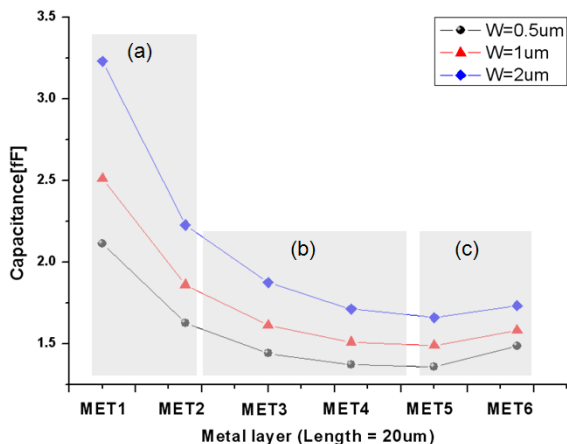 (a)
(b)
(c)
W=0.5um
W=1um
W=2um
Capacitance[fF]
3.5
3.0
2.5
2.0
1.5
MET1 MET2 MET3 MET4 MET5 MET6
Metal layer (Length = 20um)